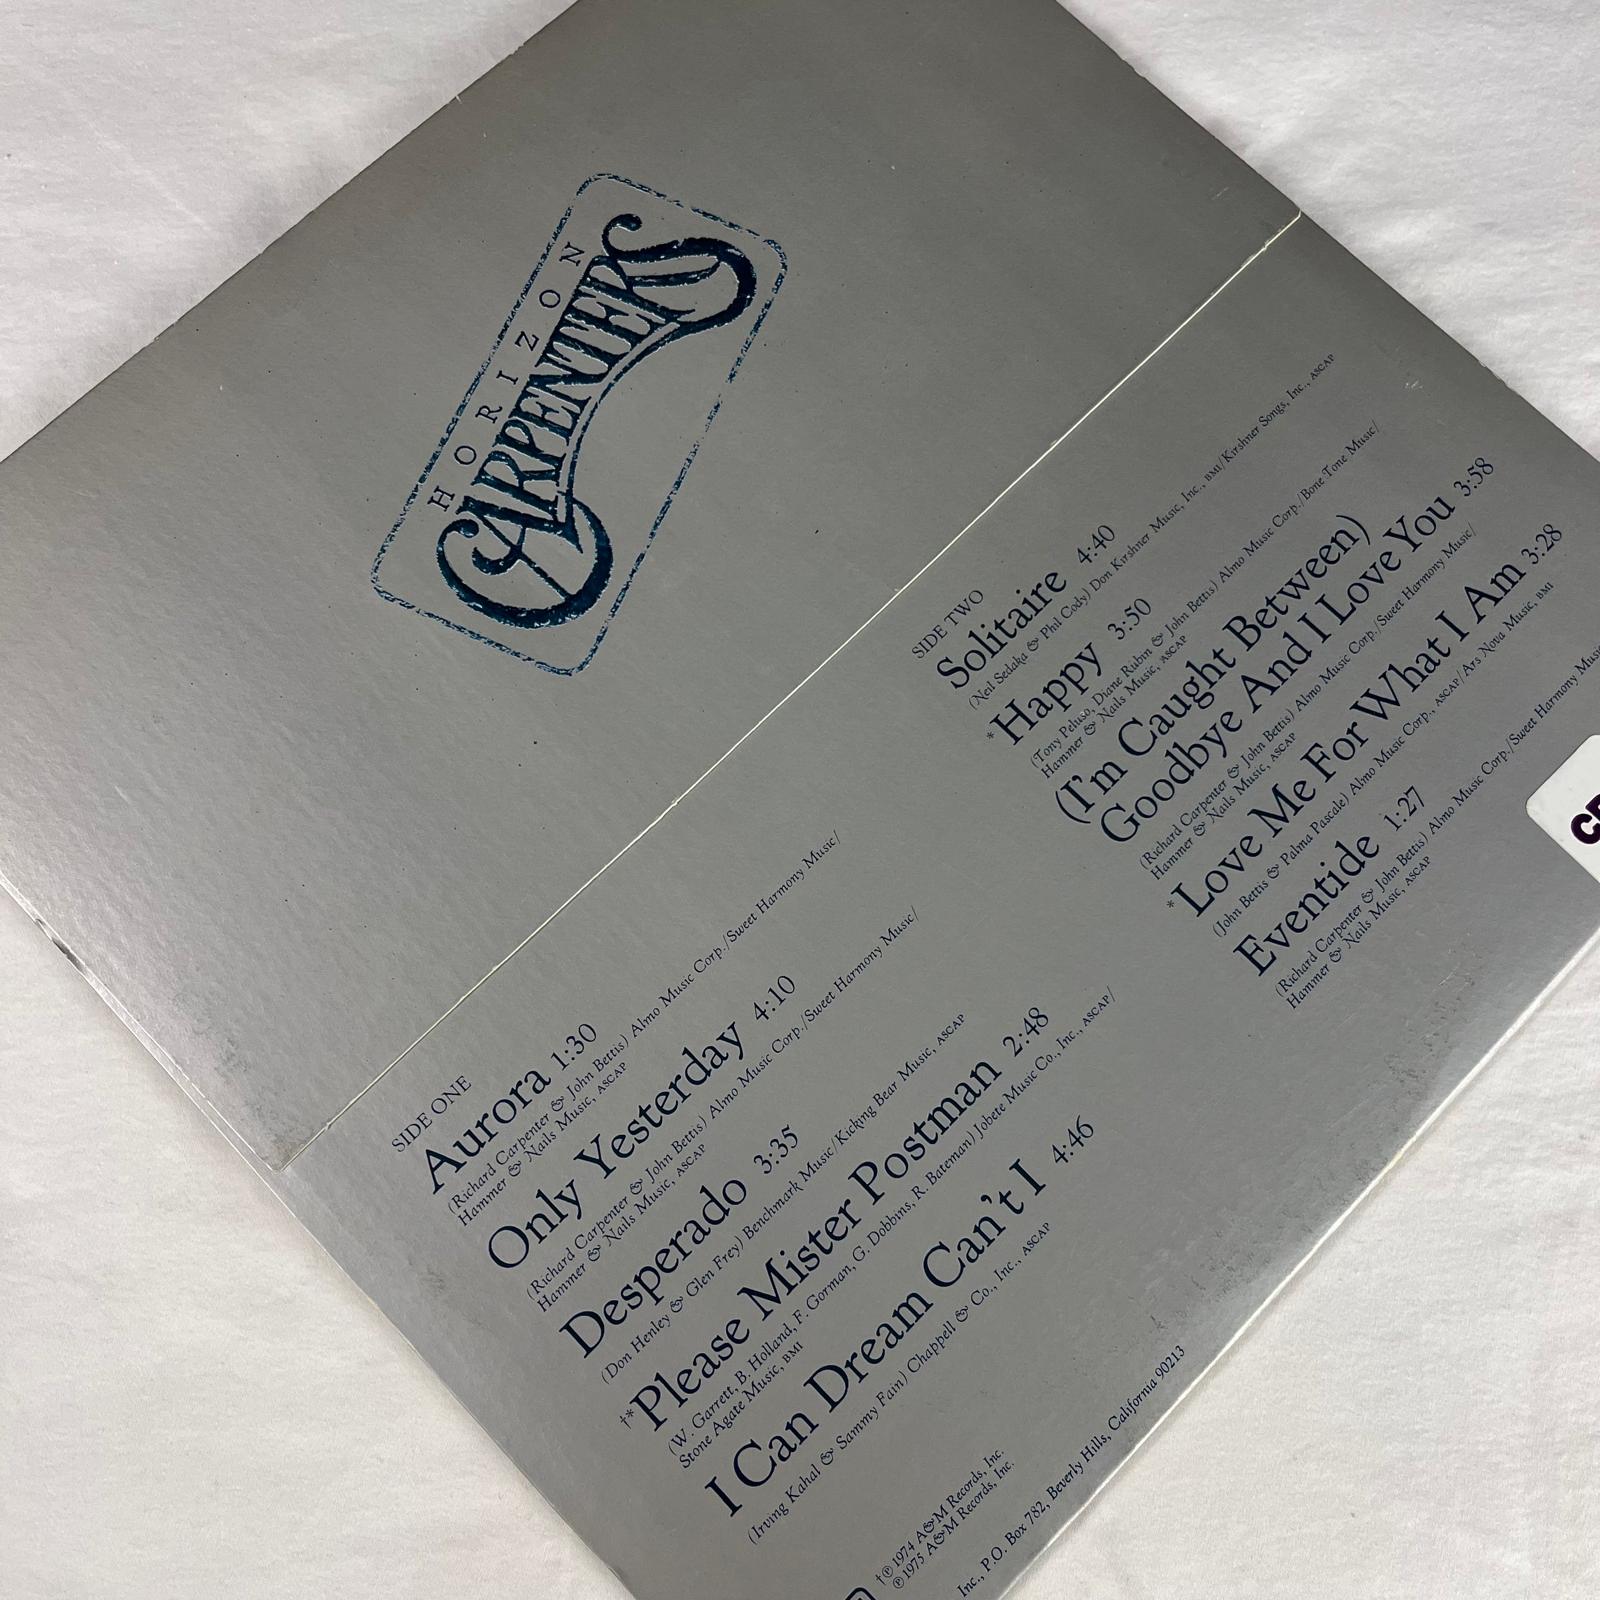 HORIZON
CARPENTERS
SIDE ONE
Aurora 1:30
(Richard Carpenter & John Bettis) Almo Music Corp./Sweet Harmony Music/
Hammer & Nails Music, ASCAP
Only Yesterday 4:10
(Richard Carpenter & John Bettis) Almo Music Corp./Sweet Harmony Music/
Hammer & Nails Music, ASCAP
Desperado 3:35
(Don Henley & Glen Frey) Benchmark Music/Kicking Bear Music, ASCAP
†*Please Mister Postman 2:48
(W. Garrett, B. Holland, F. Gorman, G. Dobbins, R. Bateman) Jobete Music Co., Inc., ASCAP/
Stone Agate Music, BMI
I Can Dream Can't I 4:46
(Irving Kahal & Sammy Fain) Chappell & Co., Inc., ASCAP
SIDE TWO
Solitaire 4:40
(Neil Sedaka & Phil Cody) Don Kirshner Music, Inc., BMI/Kirshner Songs, Inc., ASCAP
*Happy 3:50
(Tony Peluso, Diane Rubin & John Bettis) Almo Music Corp./Bone Tone Music/
Hammer & Nails Music, ASCAP
(I'm Caught Between)
Goodbye And I Love You 3:58
(Richard Carpenter & John Bettis) Almo Music Corp./Sweet Harmony Music/
Hammer & Nails Music, ASCAP
*Love Me For What I Am 3:28
(John Bettis & Palma Pascale) Almo Music Corp., ASCAP/Ars Nova Music, BMI
Eventide 1:27
(Richard Carpenter & John Bettis) Almo Music Corp./Sweet Harmony Music/
Hammer & Nails Music, ASCAP
†℗ 1974 A&M Records, Inc.
℗ 1975 A&M Records, Inc.
Inc., P.O. Box 782, Beverly Hills, California 90213